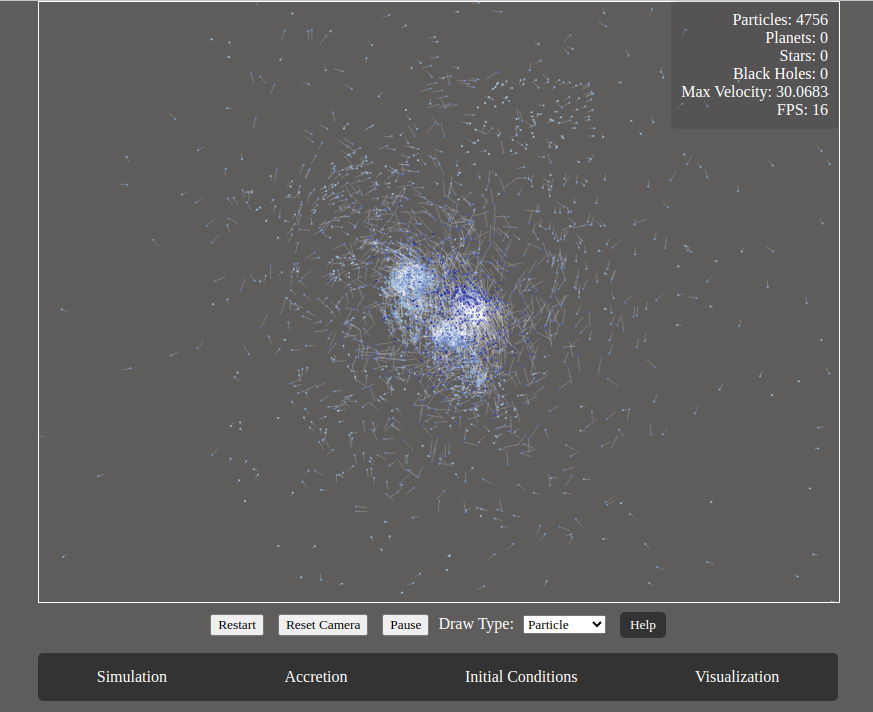 Particles: 4756
Planets: 0
Stars: 0
Black Holes: 0
Max Velocity: 30.0683
FPS: 16
Restart Reset Camera Pause Draw Type: Particle Help
Simulation Accretion Initial Conditions Visualization